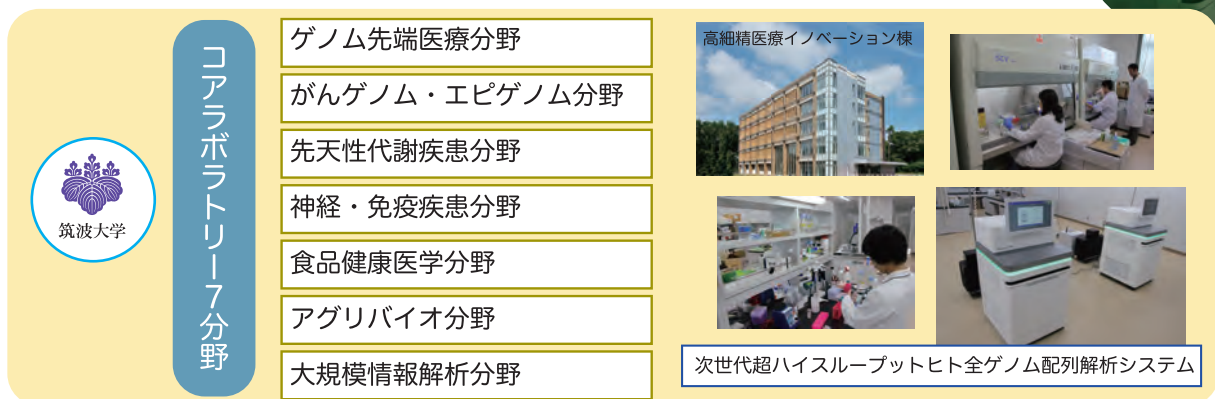 筑波大学
コアラボラトリー7分野
ゲノム先端医療分野
がんゲノム・エピゲノム分野
先天性代謝疾患分野
神経・免疫疾患分野
食品健康医学分野
アグリバイオ分野
大規模情報解析分野
高細精医療イノベーション棟
次世代超ハイスループットヒト全ゲノム配列解析システム